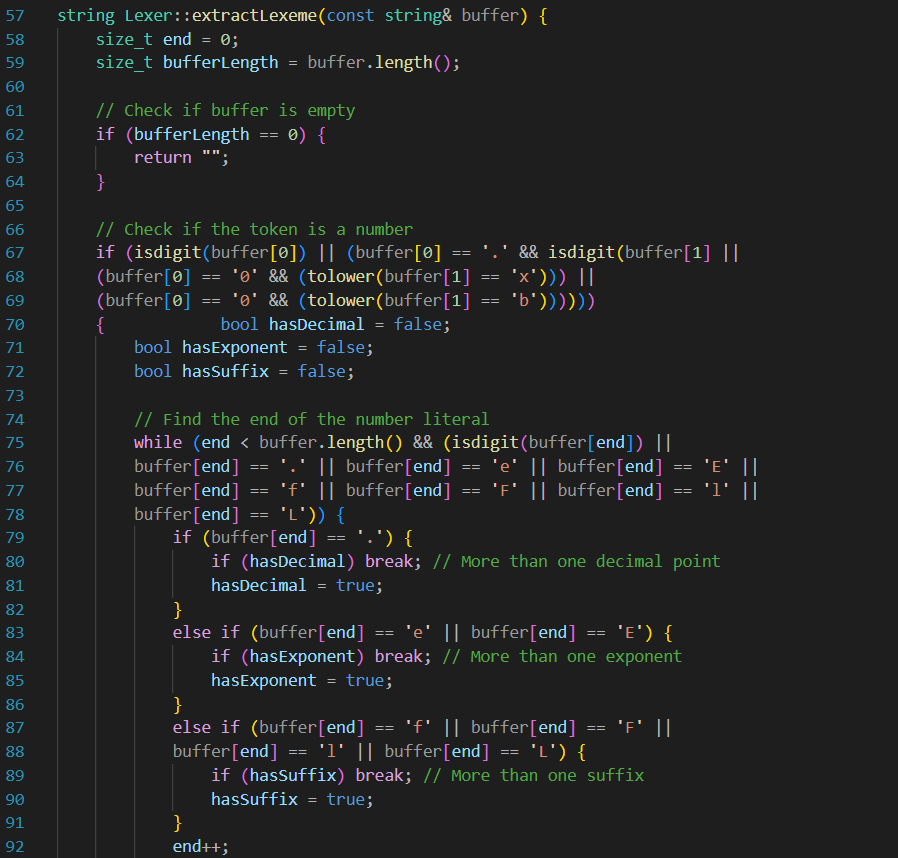 57 string Lexer::extractLexeme(const string& buffer) {
58     size_t end = 0;
59     size_t bufferLength = buffer.length();
60
61     // Check if buffer is empty
62     if (bufferLength == 0) {
63         return "";
64     }
65
66     // Check if the token is a number
67     if (isdigit(buffer[0]) || (buffer[0] == '.' && isdigit(buffer[1] ||
68     (buffer[0] == '0' && (tolower(buffer[1] == 'x'))) ||
69     (buffer[0] == '0' && (tolower(buffer[1] == 'b'))))))
70     {            bool hasDecimal = false;
71         bool hasExponent = false;
72         bool hasSuffix = false;
73
74         // Find the end of the number literal
75         while (end < buffer.length() && (isdigit(buffer[end]) ||
76         buffer[end] == '.' || buffer[end] == 'e' || buffer[end] == 'E' ||
77         buffer[end] == 'f' || buffer[end] == 'F' || buffer[end] == 'l' ||
78         buffer[end] == 'L')) {
79             if (buffer[end] == '.') {
80                 if (hasDecimal) break; // More than one decimal point
81                 hasDecimal = true;
82             }
83             else if (buffer[end] == 'e' || buffer[end] == 'E') {
84                 if (hasExponent) break; // More than one exponent
85                 hasExponent = true;
86             }
87             else if (buffer[end] == 'f' || buffer[end] == 'F' ||
88             buffer[end] == 'l' || buffer[end] == 'L') {
89                 if (hasSuffix) break; // More than one suffix
90                 hasSuffix = true;
91             }
92             end++;